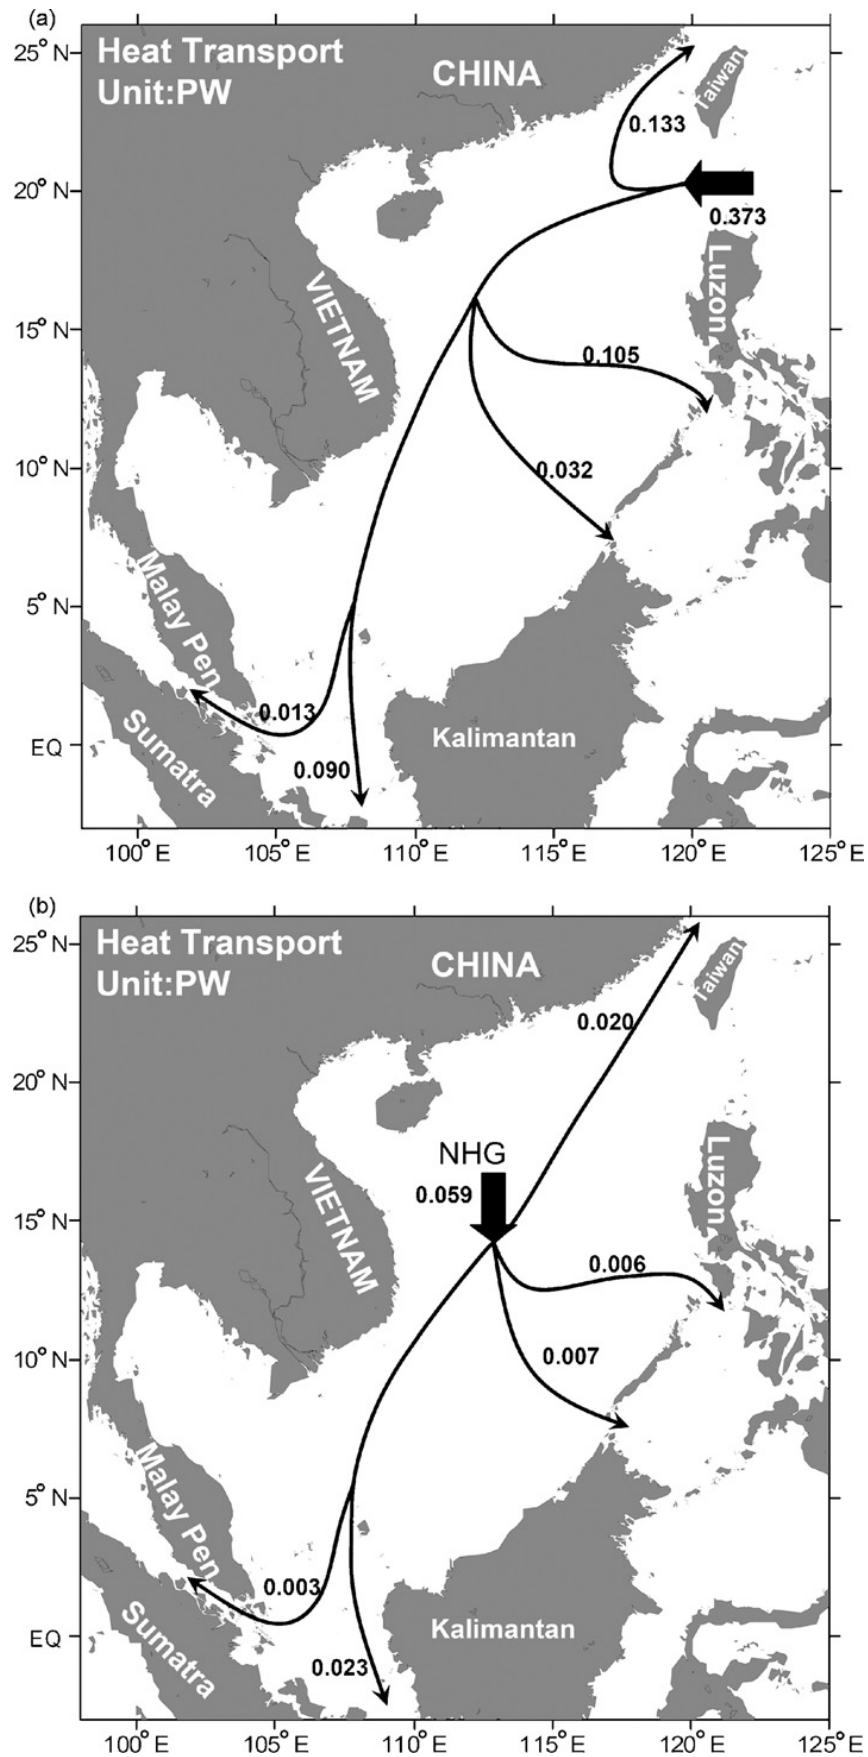 (a)
25° N
Heat Transport
Unit:PW
CHINA
Taiwan
0.133
20° N
0.373
VIETNAM
Luzon
15° N
0.105
10° N
0.032
Malay Pen
5° N
0.013
Sumatra
Kalimantan
EQ
0.090
100° E
105° E
110° E
115° E
120° E
125° E
(b)
25° N
Heat Transport
Unit:PW
CHINA
Taiwan
0.020
20° N
NHG
0.059
VIETNAM
Luzon
15° N
0.006
10° N
0.007
Malay Pen
5° N
0.003
Sumatra
Kalimantan
EQ
0.023
100° E
105° E
110° E
115° E
120° E
125° E